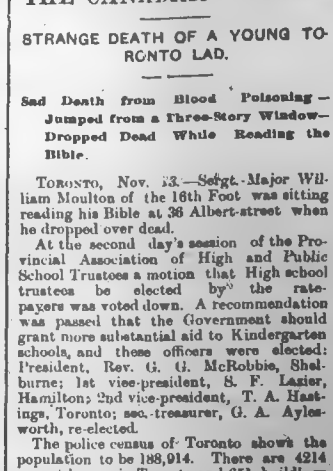 THE CANADIAN
STRANGE DEATH OF A YOUNG TO-
RONTO LAD.
Sad Death from Blood Poisoning—
Jumped from a Three-Story Window—
Dropped Dead While Reading the
Bible.
TORONTO, Nov. 13.—Sergt.-Major Wil-
liam Moulton of the 16th Foot was sitting
reading his Bible at 36 Albert-street when
he dropped over dead.
At the second day's session of the Pro-
vincial Association of High and Public
School Trustees a motion that High school
trustees be elected by the rate-
payers was voted down. A recommendation
was passed that the Government should
grant more substantial aid to Kindergarten
schools, and these officers were elected:
President, Rev. G. G. McRobbie, Shel-
burne; 1st vice-president, S. F. Lazier,
Hamilton; 2nd vice-president, T. A. Hast-
ings, Toronto; sec.-treasurer, G. A. Ayles-
worth, re-elected.
The police census of Toronto shows the
population to be 188,914. There are 4214